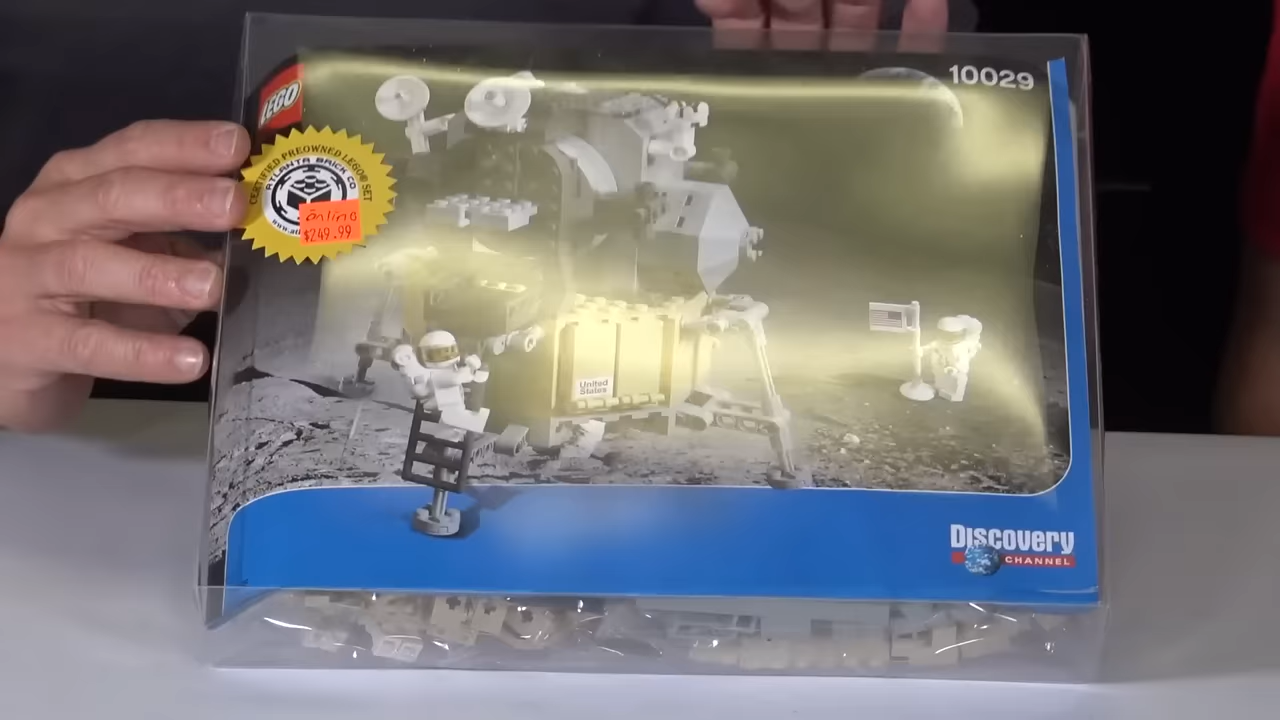 LEGO
10029
CERTIFIED PREOWNED LEGO® SET
ATLANTA BRICK CO
online
$249.99
United
States
DISCOVERY
CHANNEL